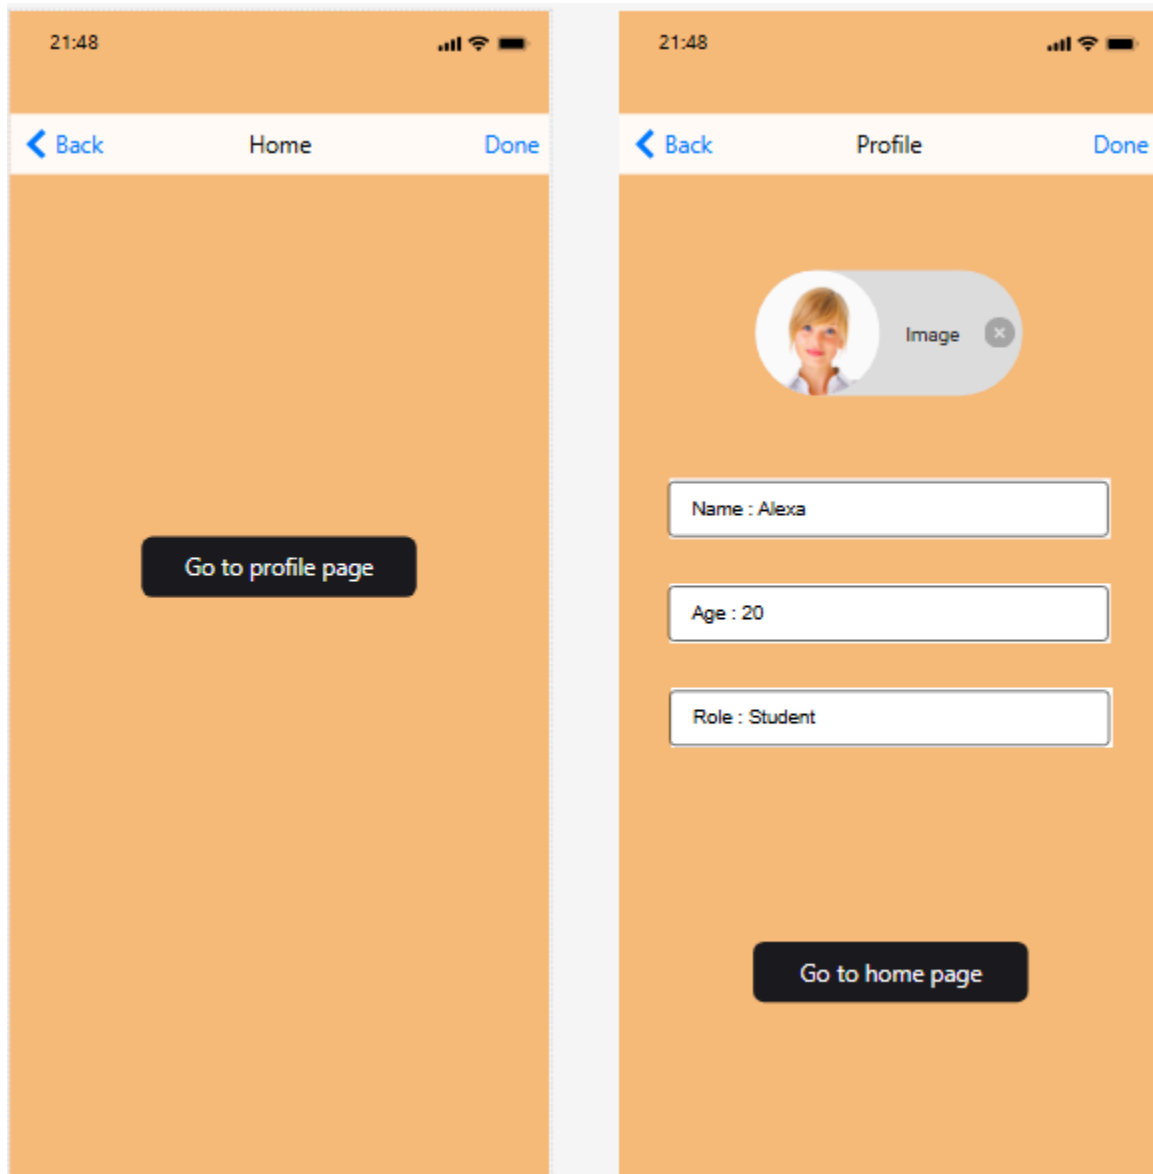 21:48
Back Home Done
Go to profile page
21:48
Back Profile Done
Image
Name : Alexa
Age : 20
Role : Student
Go to home page